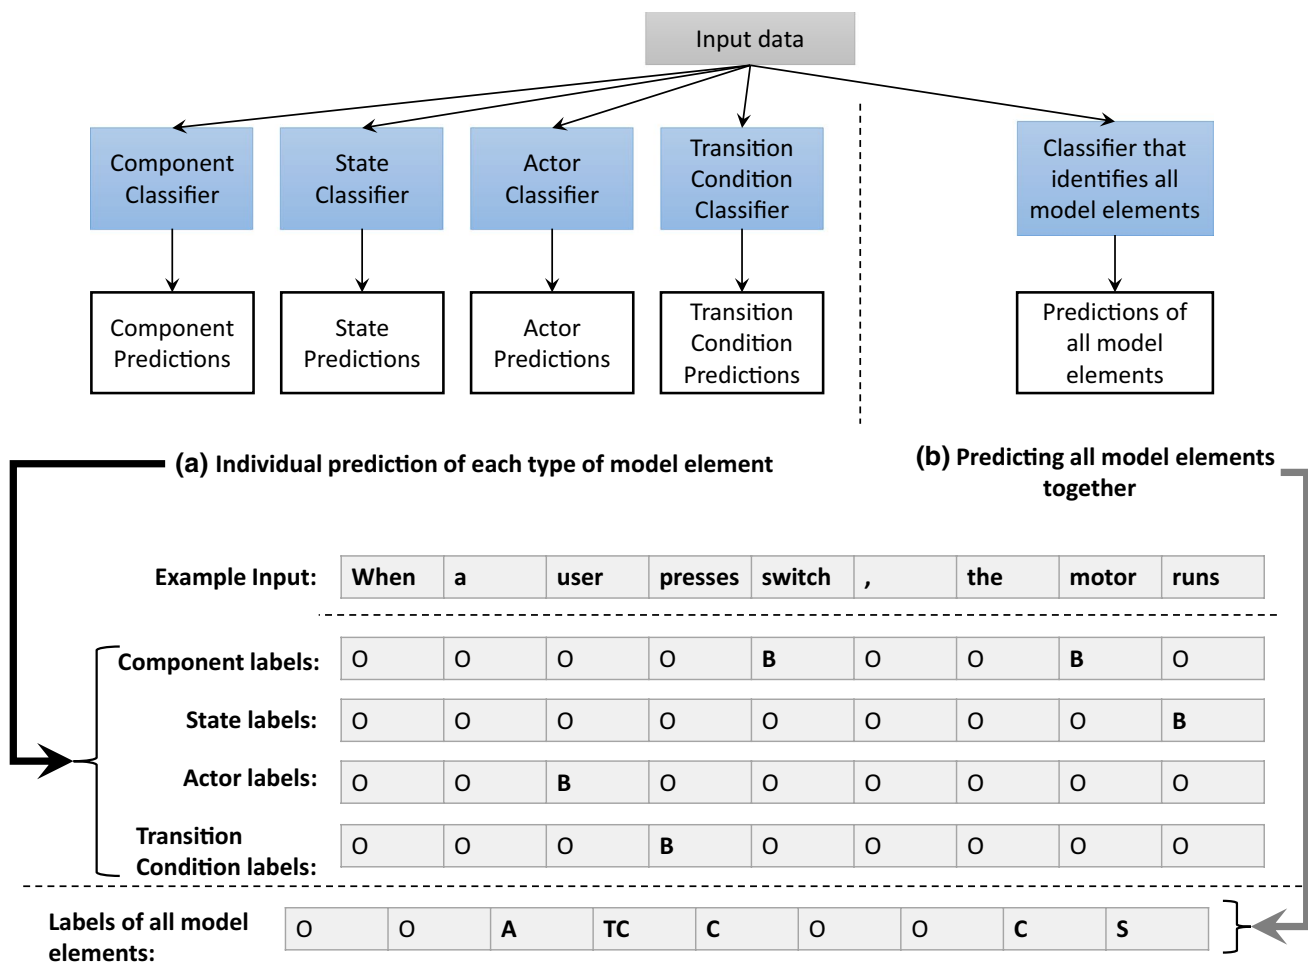 Input data
Component
Classifier
State
Classifier
Actor
Classifier
Transition
Condition
Classifier
Classifier that
identifies all
model elements
Component
Predictions
State
Predictions
Actor
Predictions
Transition
Condition
Predictions
Predictions of
all model
elements
(a) Individual prediction of each type of model element
(b) Predicting all model elements
together
Example Input: When a user presses switch , the motor runs
Component labels: O O O O B O O B O
State labels: O O O O O O O O B
Actor labels: O O B O O O O O O
Transition
Condition labels: O O O B O O O O O
Labels of all model
elements: O O A TC C O O C S